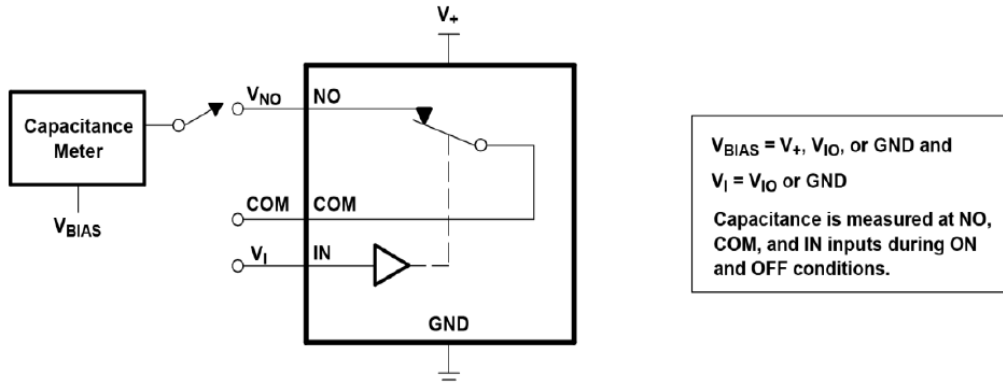 V+
VNO NO
Capacitance
Meter
VBIAS
COM COM
VI IN
GND
VBIAS = V+, VIO, or GND and
VI = VIO or GND
Capacitance is measured at NO,
COM, and IN inputs during ON
and OFF conditions.